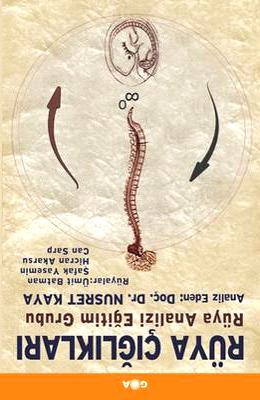 GOA
RÜYA ÇIĞLIKLARI
Rüya Analizi Eğitim Grubu
Analiz Eden: Doç. Dr. NUSRET KAYA
Rüyalar:Ümit Batman
Şafak Yasemin
Hicran Akarsu
Can Sarp
0
∞